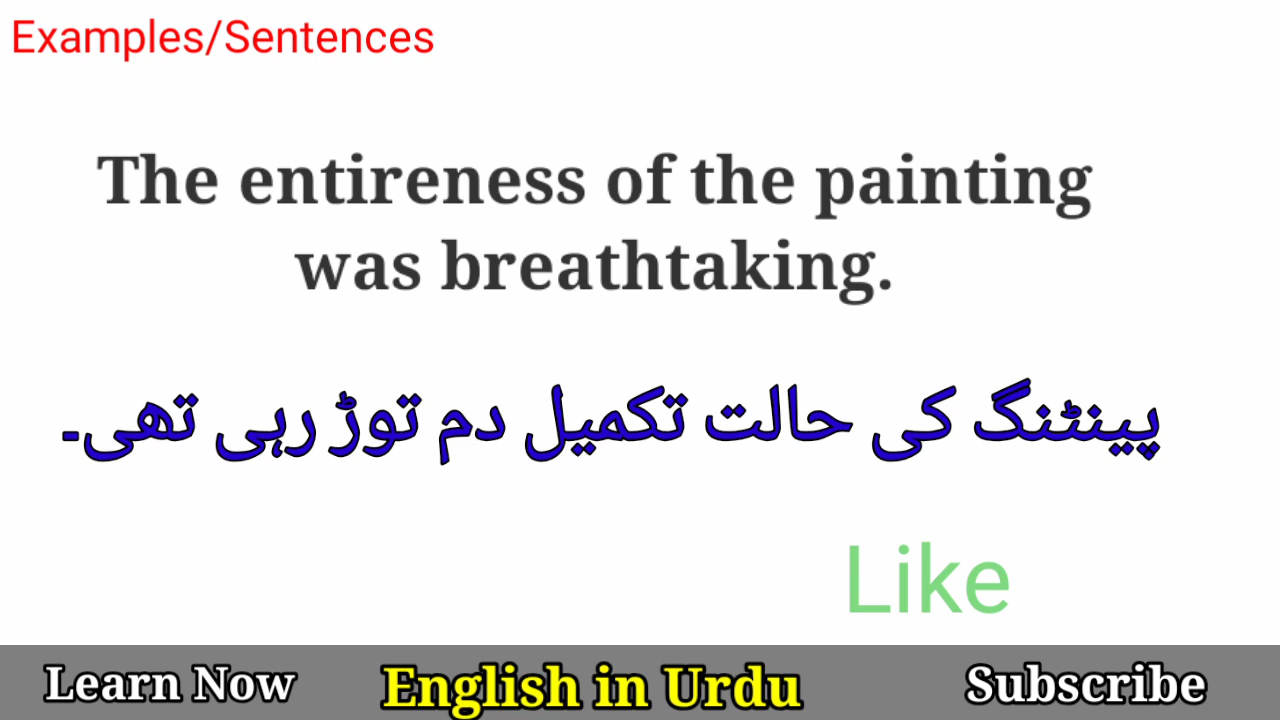 Examples/Sentences
The entireness of the painting
was breathtaking.
پینٹنگ کی حالت تکمیل دم توڑ رہی تھی۔
Like
Learn Now English in Urdu Subscribe